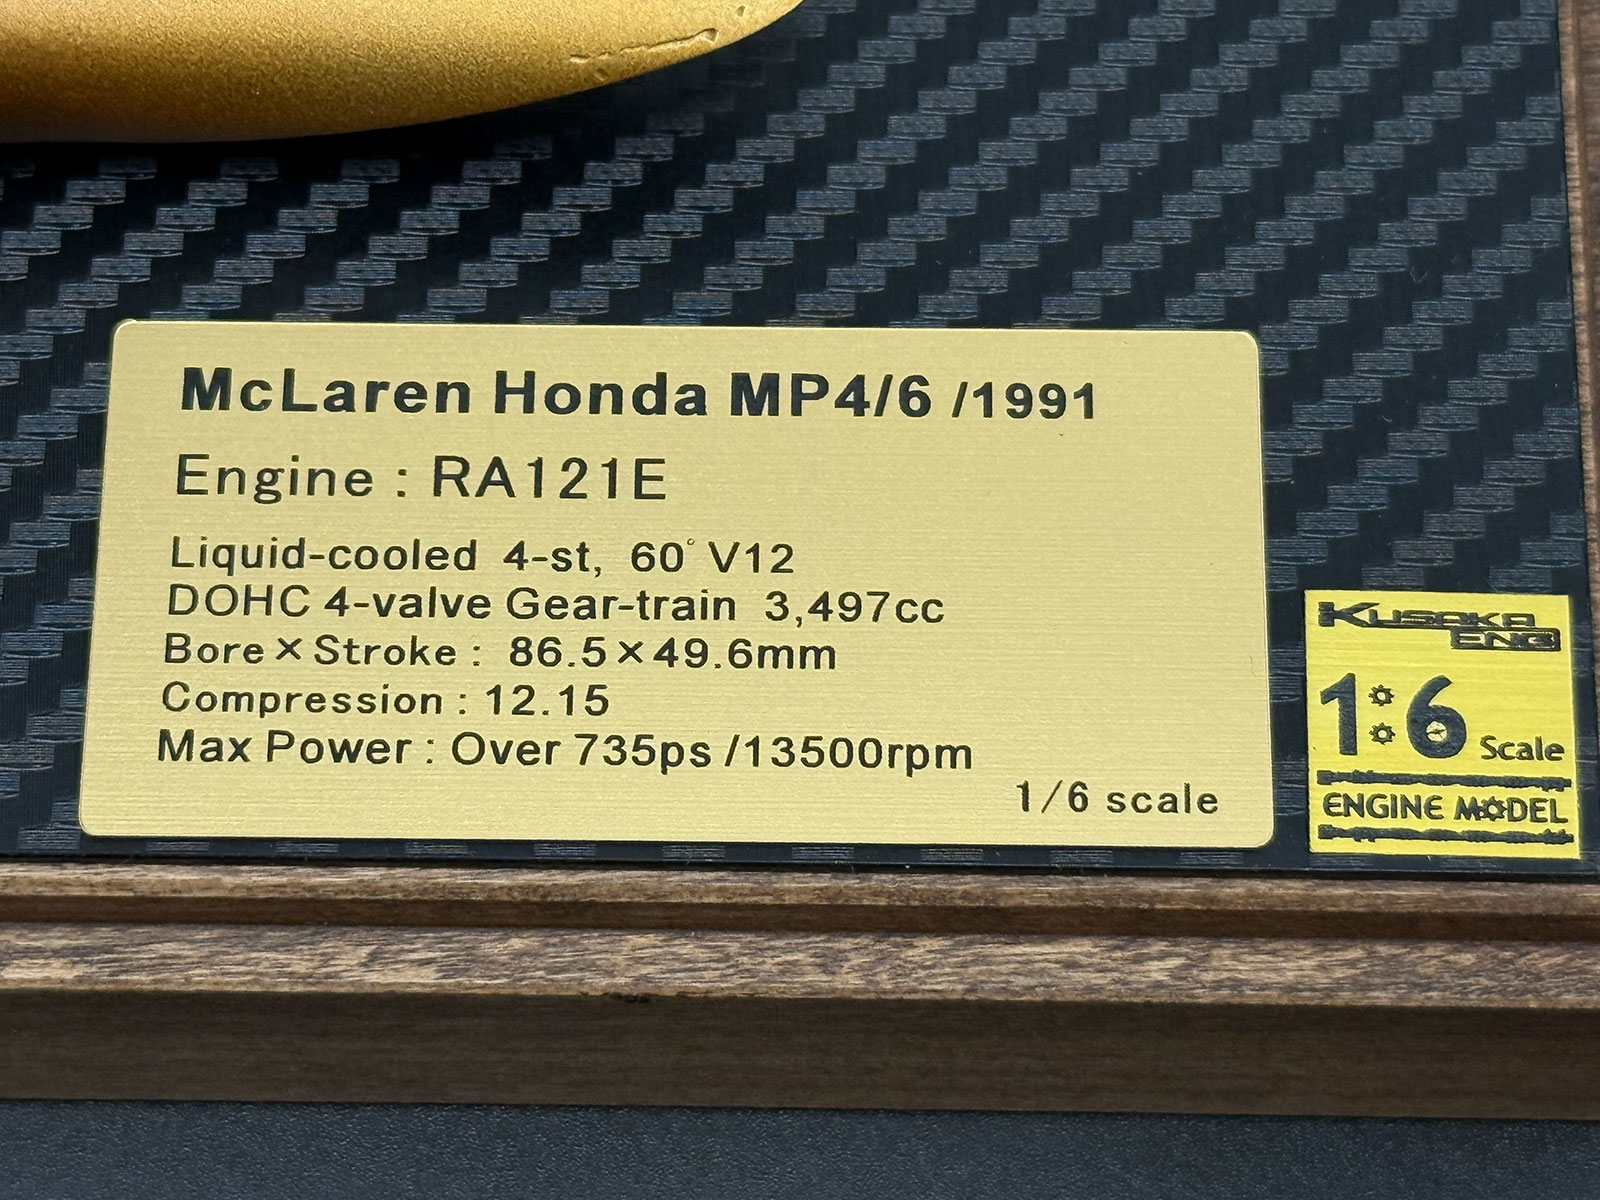 McLaren Honda MP4/6 /1991
Engine : RA121E
Liquid-cooled 4-st, 60° V12
DOHC 4-valve Gear-train 3,497cc
Bore×Stroke : 86.5×49.6mm
Compression : 12.15
Max Power : Over 735ps /13500rpm
1/6 scale
KUSAKA
ENG
1:6 Scale
ENGINE MODEL